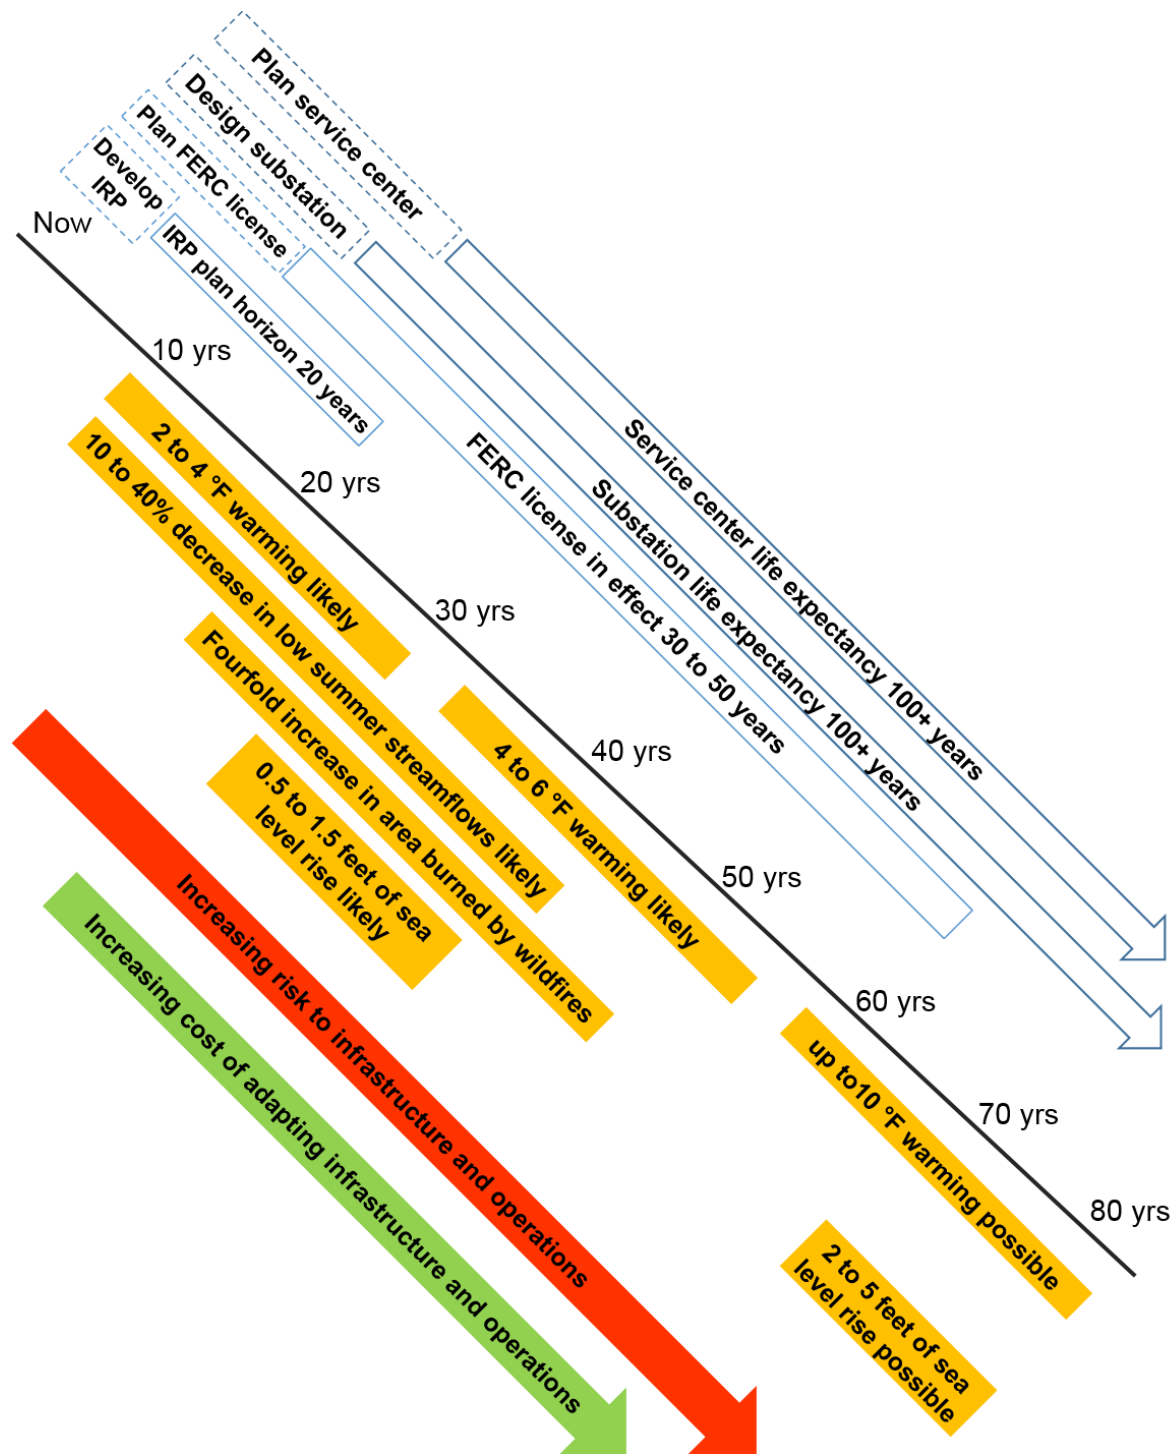 Plan service center
Design substation
Plan FERC license
Develop
IRP
Now
IRP plan horizon 20 years
10 yrs
20 yrs
30 yrs
40 yrs
50 yrs
60 yrs
70 yrs
80 yrs
Service center life expectancy 100+ years
Substation life expectancy 100+ years
FERC license in effect 30 to 50 years
2 to 4 °F warming likely
10 to 40% decrease in low summer streamflows likely
Fourfold increase in area burned by wildfires
0.5 to 1.5 feet of sea
level rise likely
4 to 6 °F warming likely
up to10 °F warming possible
2 to 5 feet of sea
level rise possible
Increasing risk to infrastructure and operations
Increasing cost of adapting infrastructure and operations